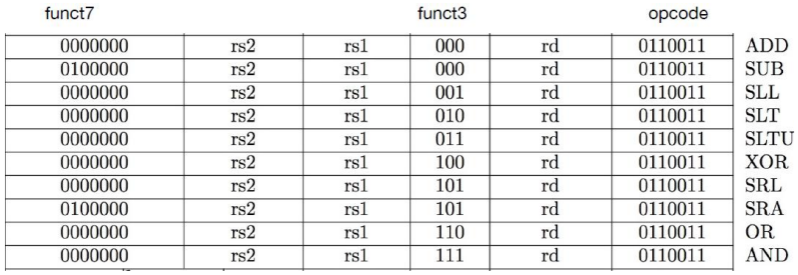 funct7 funct3 opcode
0000000 rs2 rs1 000 rd 0110011 ADD
0100000 rs2 rs1 000 rd 0110011 SUB
0000000 rs2 rs1 001 rd 0110011 SLL
0000000 rs2 rs1 010 rd 0110011 SLT
0000000 rs2 rs1 011 rd 0110011 SLTU
0000000 rs2 rs1 100 rd 0110011 XOR
0000000 rs2 rs1 101 rd 0110011 SRL
0100000 rs2 rs1 101 rd 0110011 SRA
0000000 rs2 rs1 110 rd 0110011 OR
0000000 rs2 rs1 111 rd 0110011 AND